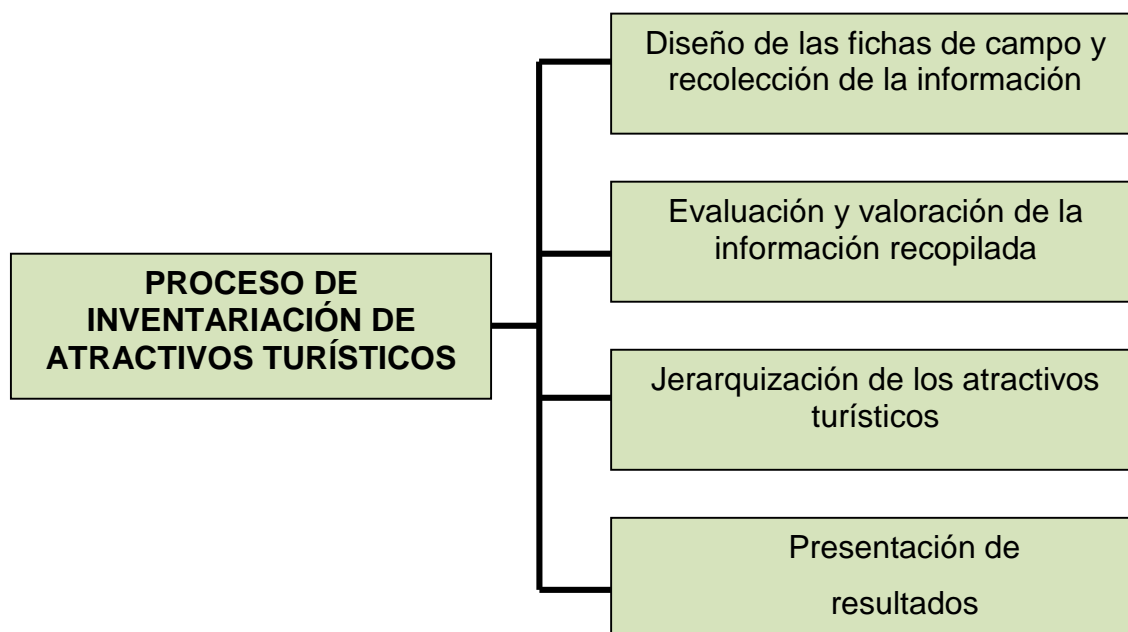 Diseño de las fichas de campo y
recolección de la información
Evaluación y valoración de la
información recopilada
PROCESO DE
INVENTARIACIÓN DE
ATRACTIVOS TURÍSTICOS
Jerarquización de los atractivos
turísticos
Presentación de
resultados